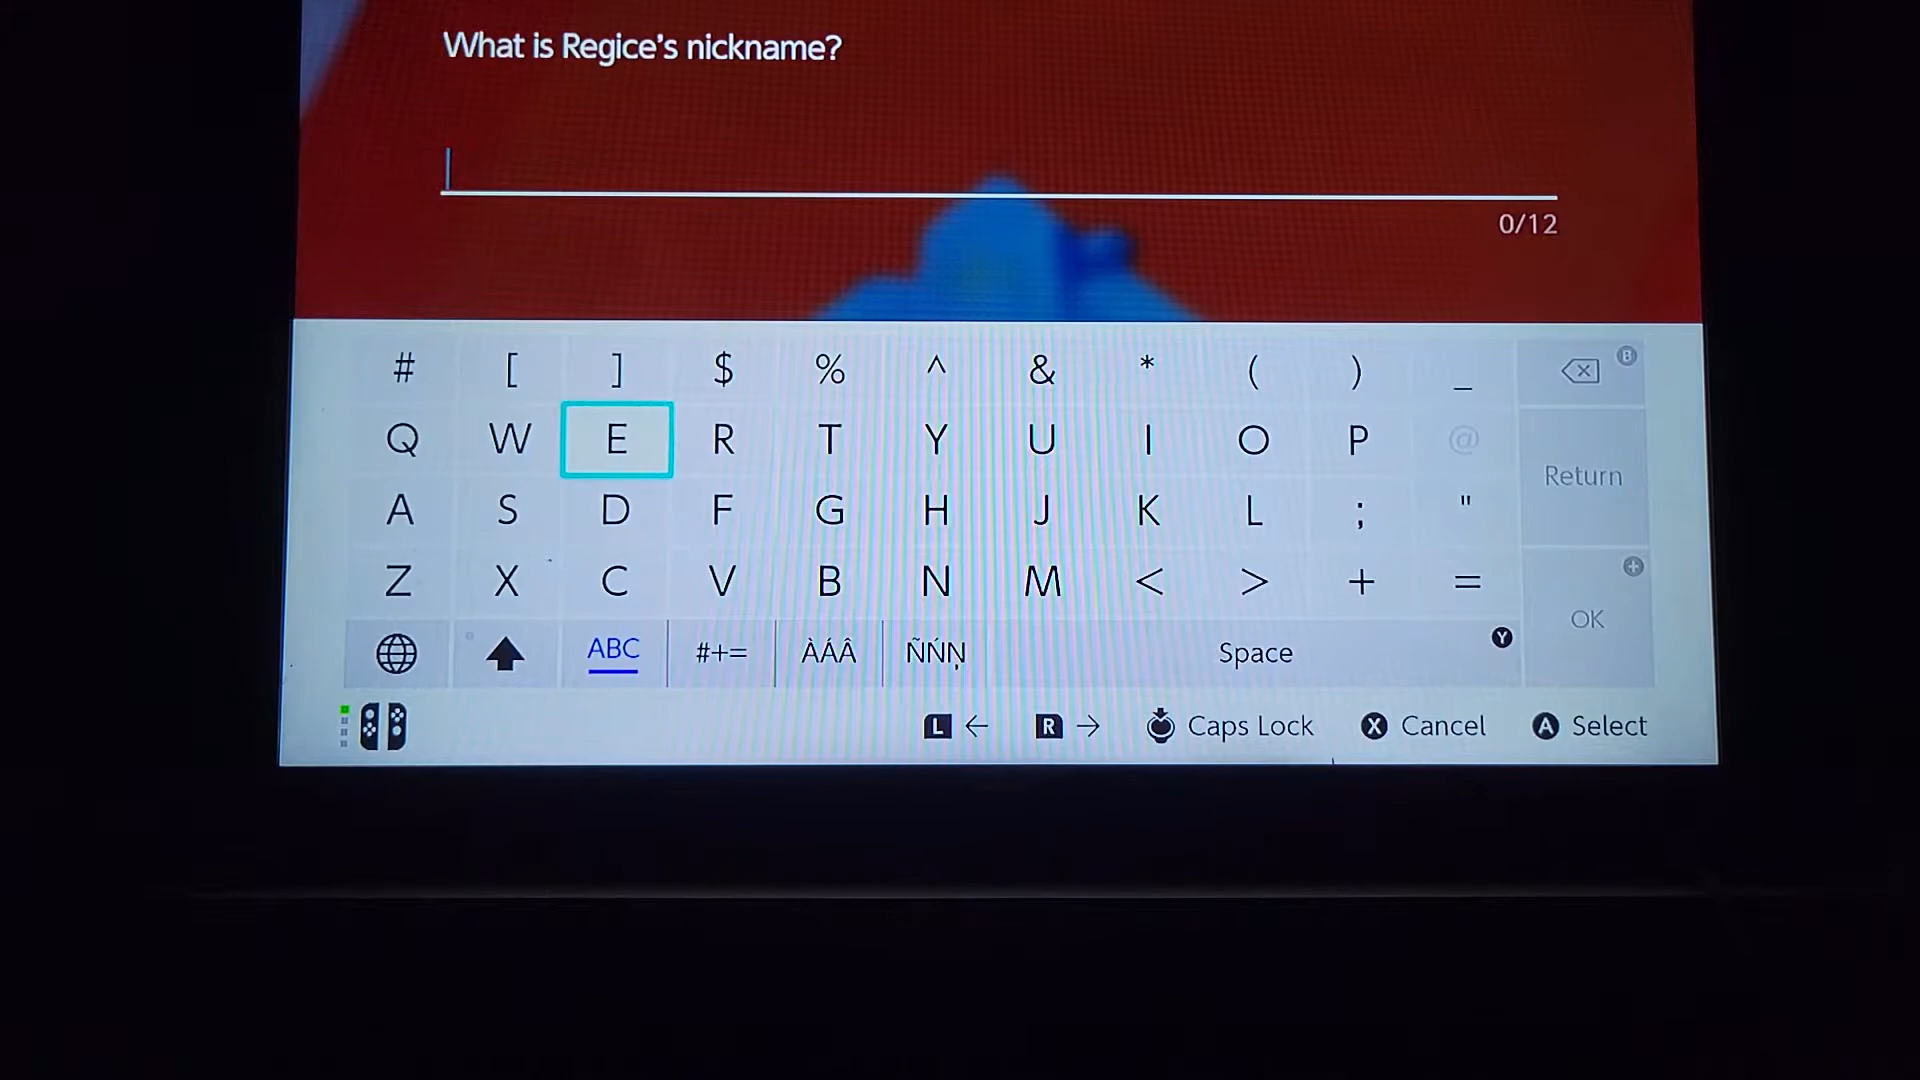 What is Regice's nickname?
0/12
# [ ] $ % ^ & * ( ) _ B
Q W E R T Y U I O P @ Return
A S D F G H J K L ; "
Z X C V B N M < > + = OK
ABC #+= ÀÁÂ ÑŃŅ Space Y
L ← R → Caps Lock X Cancel A Select